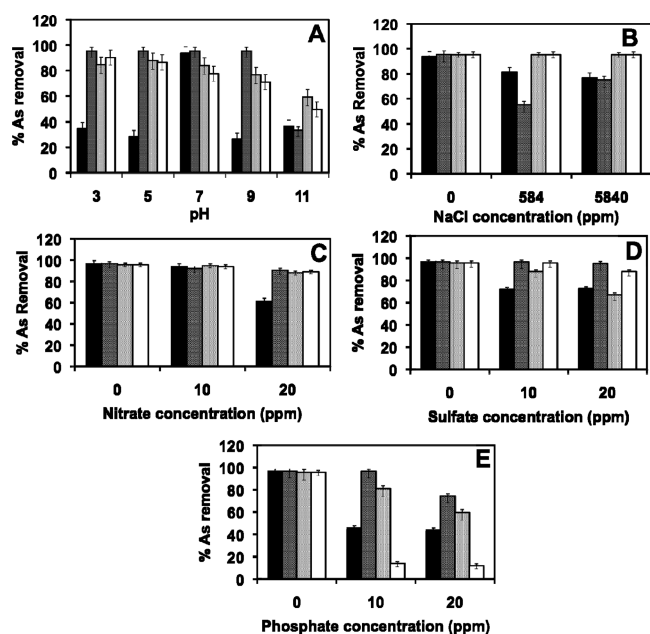 A
% As removal
120
100
80
60
40
20
0
3 5 7 9 11
pH
B
% As Removal
120
100
80
60
40
20
0
0 584 5840
NaCl concentration (ppm)
C
% As Removal
120
100
80
60
40
20
0
0 10 20
Nitrate concentration (ppm)
D
% As Removal
120
100
80
60
40
20
0
0 10 20
Sulfate concentration (ppm)
E
% As removal
120
100
80
60
40
20
0
0 10 20
Phosphate concentration (ppm)